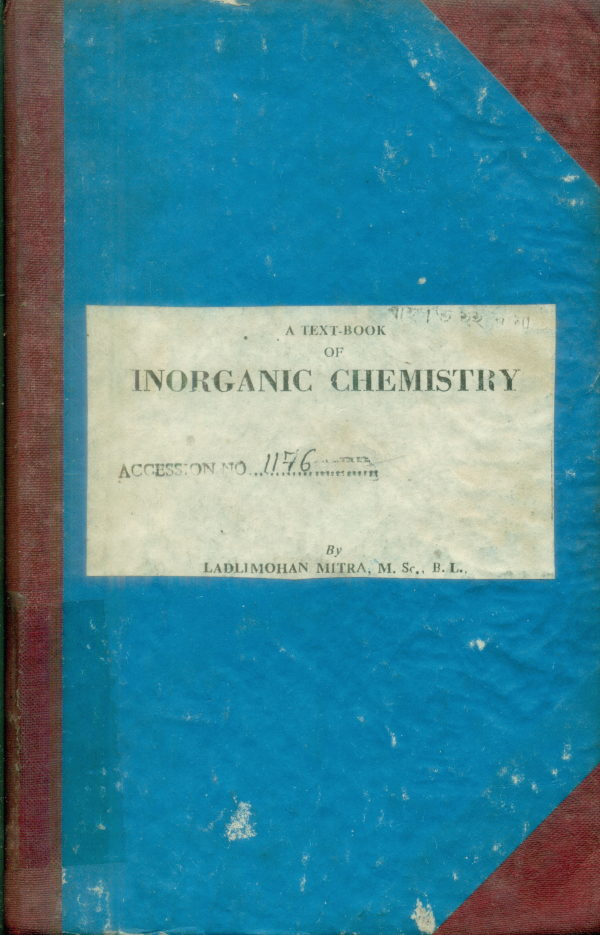 A TEXT-BOOK
OF
INORGANIC CHEMISTRY
ACCESSION NO. 1176
By
LADLIMOHAN MITRA, M. Sc., B. L.,